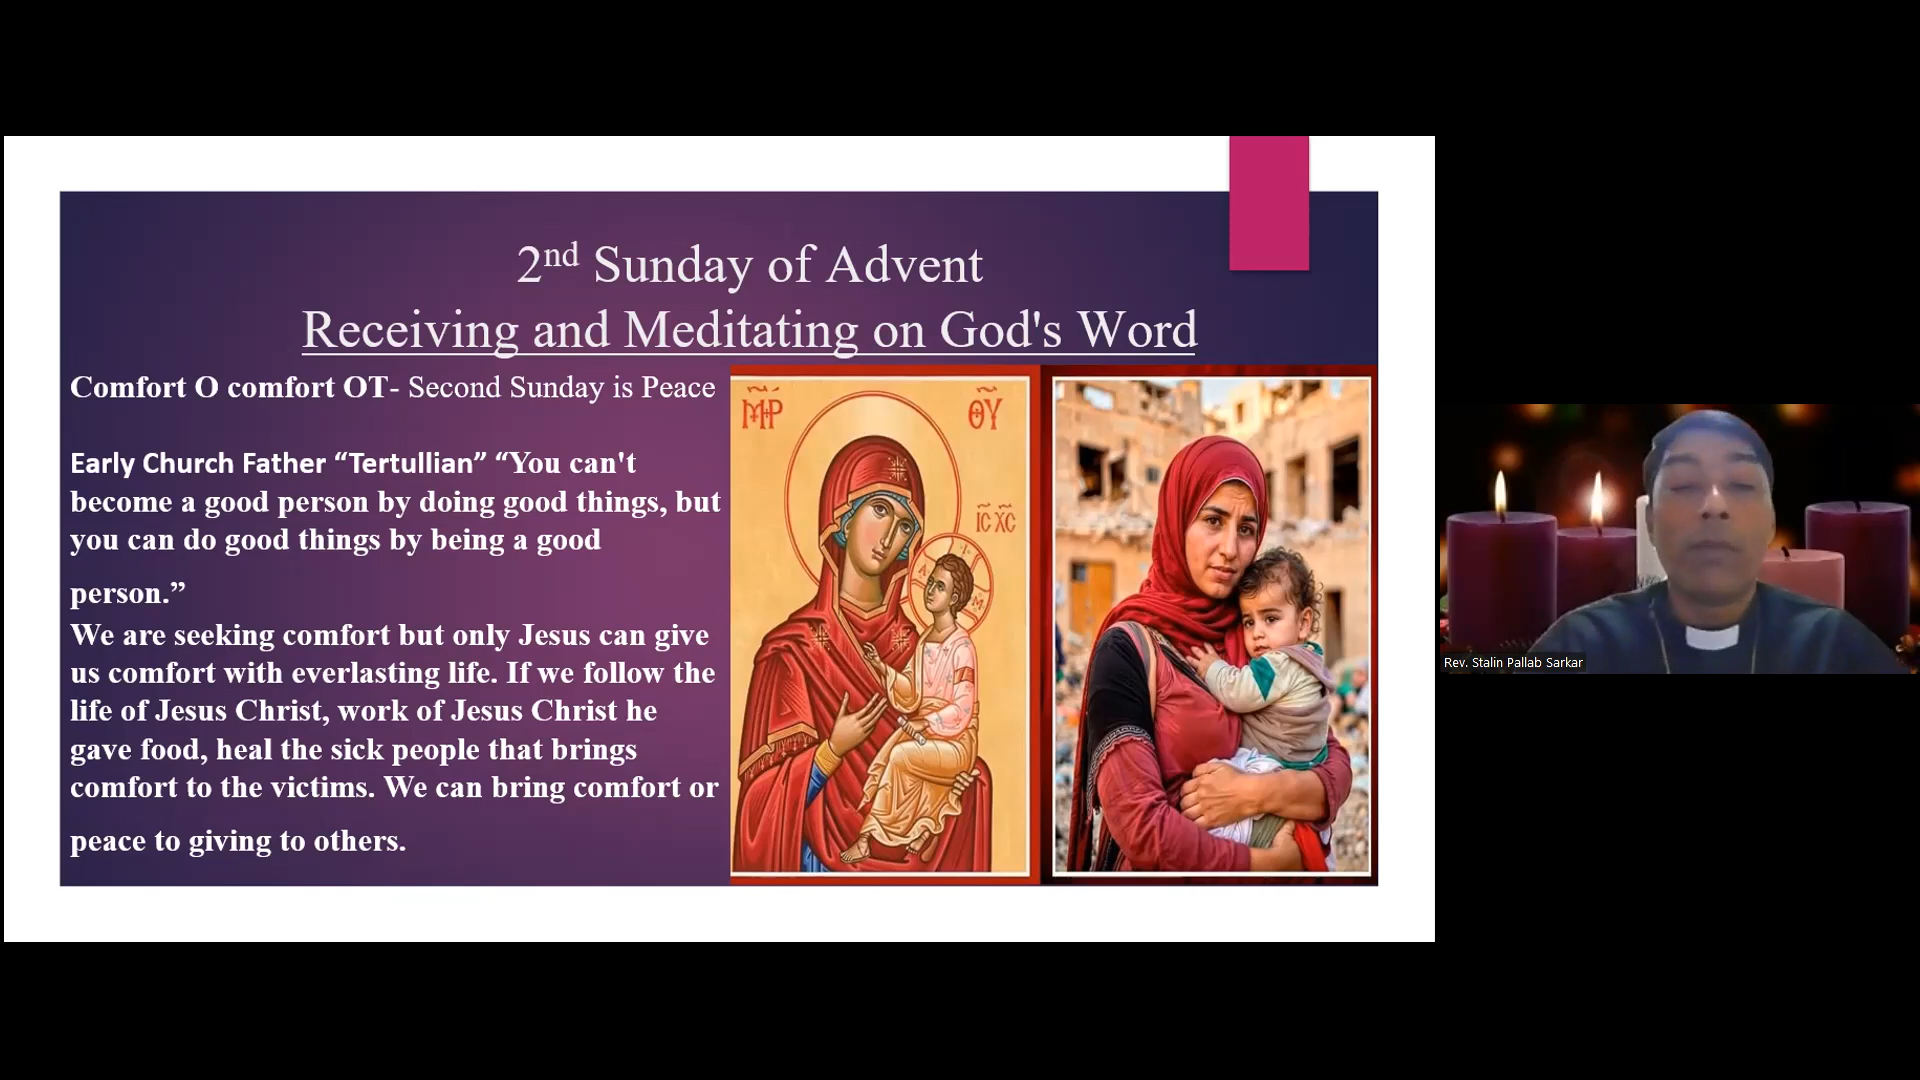 2nd Sunday of Advent
Receiving and Meditating on God's Word
Comfort O comfort OT- Second Sunday is Peace
Early Church Father “Tertullian” “You can't
become a good person by doing good things, but
you can do good things by being a good
person.”
We are seeking comfort but only Jesus can give
us comfort with everlasting life. If we follow the
life of Jesus Christ, work of Jesus Christ he
gave food, heal the sick people that brings
comfort to the victims. We can bring comfort or
peace to giving to others.
ΜΡ ΘΥ
IC XC
Rev. Stalin Pallab Sarkar